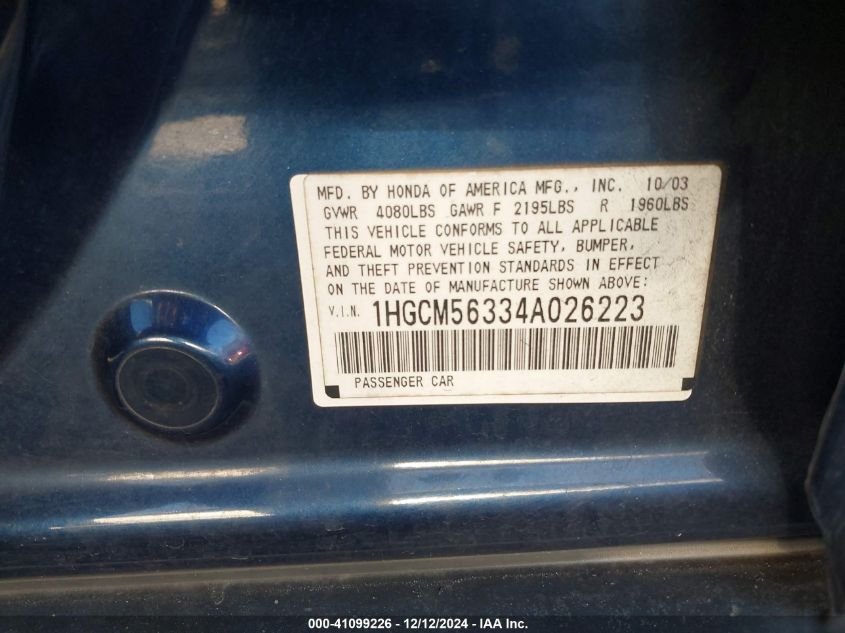 MFD. BY HONDA OF AMERICA MFG., INC. 10/03
GVWR 4080LBS GAWR F 2195LBS R 1960LBS
THIS VEHICLE CONFORMS TO ALL APPLICABLE
FEDERAL MOTOR VEHICLE SAFETY, BUMPER,
AND THEFT PREVENTION STANDARDS IN EFFECT
ON THE DATE OF MANUFACTURE SHOWN ABOVE:
V.I.N. 1HGCM56334A026223
PASSENGER CAR
000-41099226 - 12/12/2024 - IAA Inc.